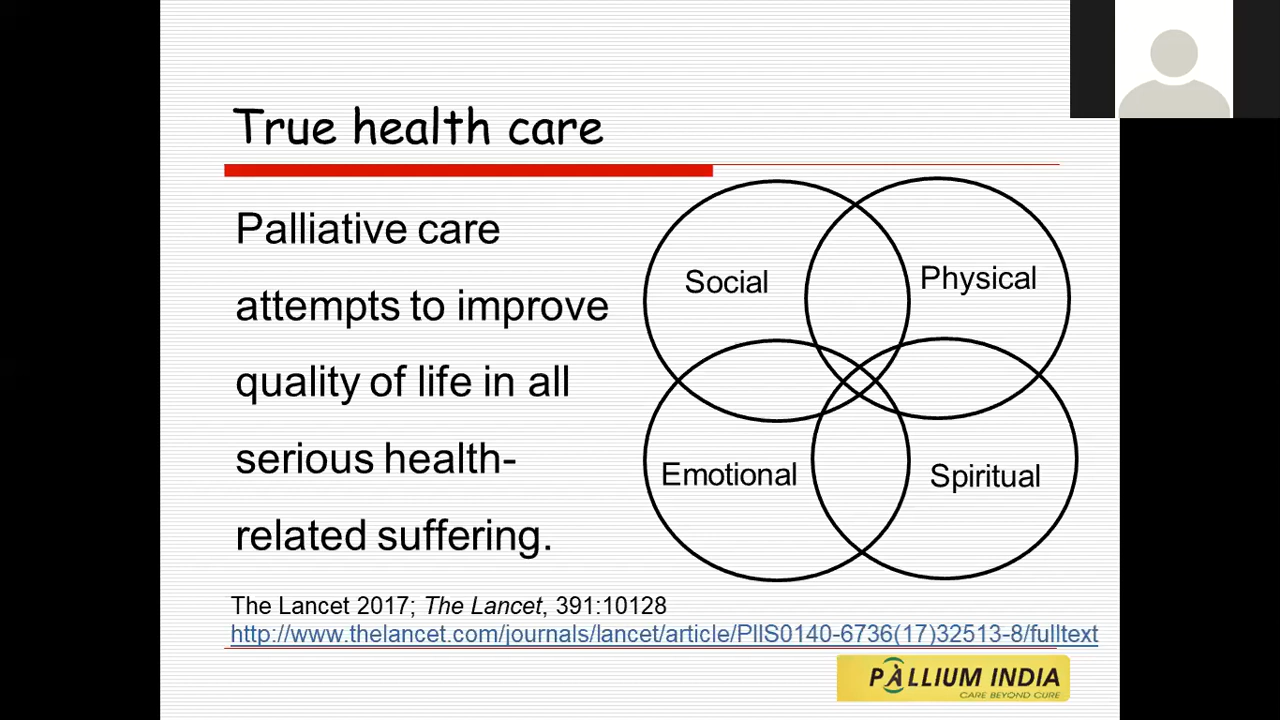 True health care
Palliative care
attempts to improve
quality of life in all
serious health-
related suffering.
Social
Physical
Emotional
Spiritual
The Lancet 2017; The Lancet, 391:10128
http://www.thelancet.com/journals/lancet/article/PIIS0140-6736(17)32513-8/fulltext
PALLIUM INDIA
CARE BEYOND CURE